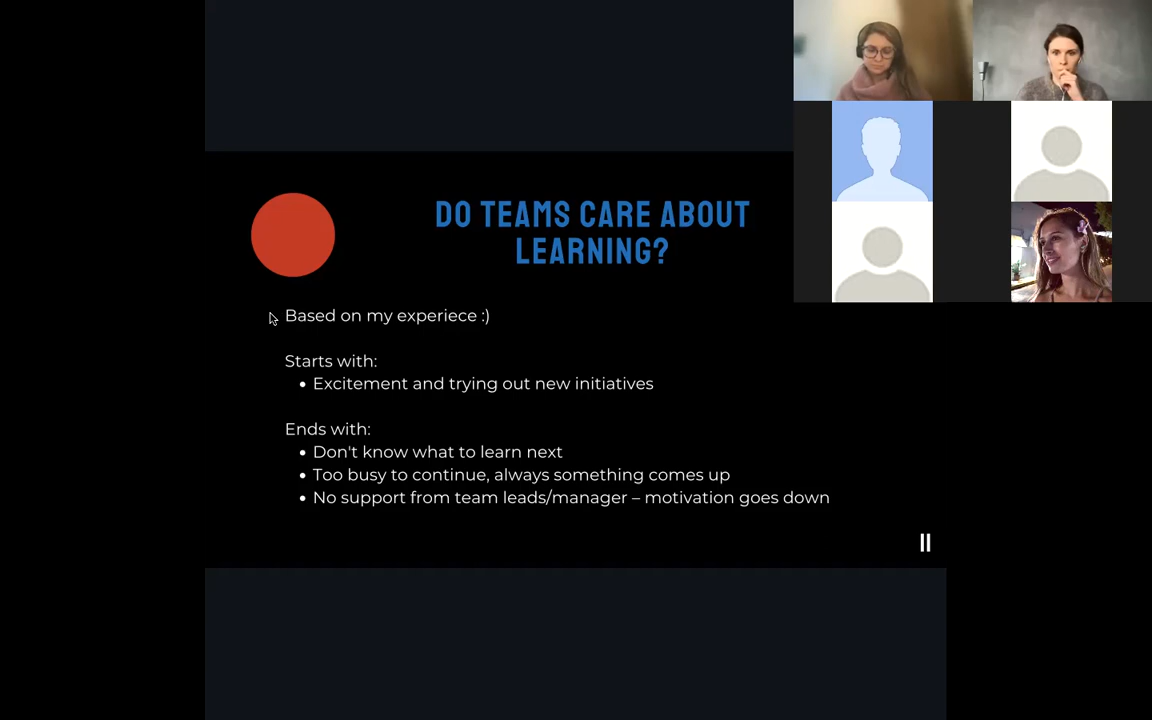 DO TEAMS CARE ABOUT
LEARNING?
Based on my experiece :)
Starts with:
• Excitement and trying out new initiatives
Ends with:
• Don't know what to learn next
• Too busy to continue, always something comes up
• No support from team leads/manager – motivation goes down